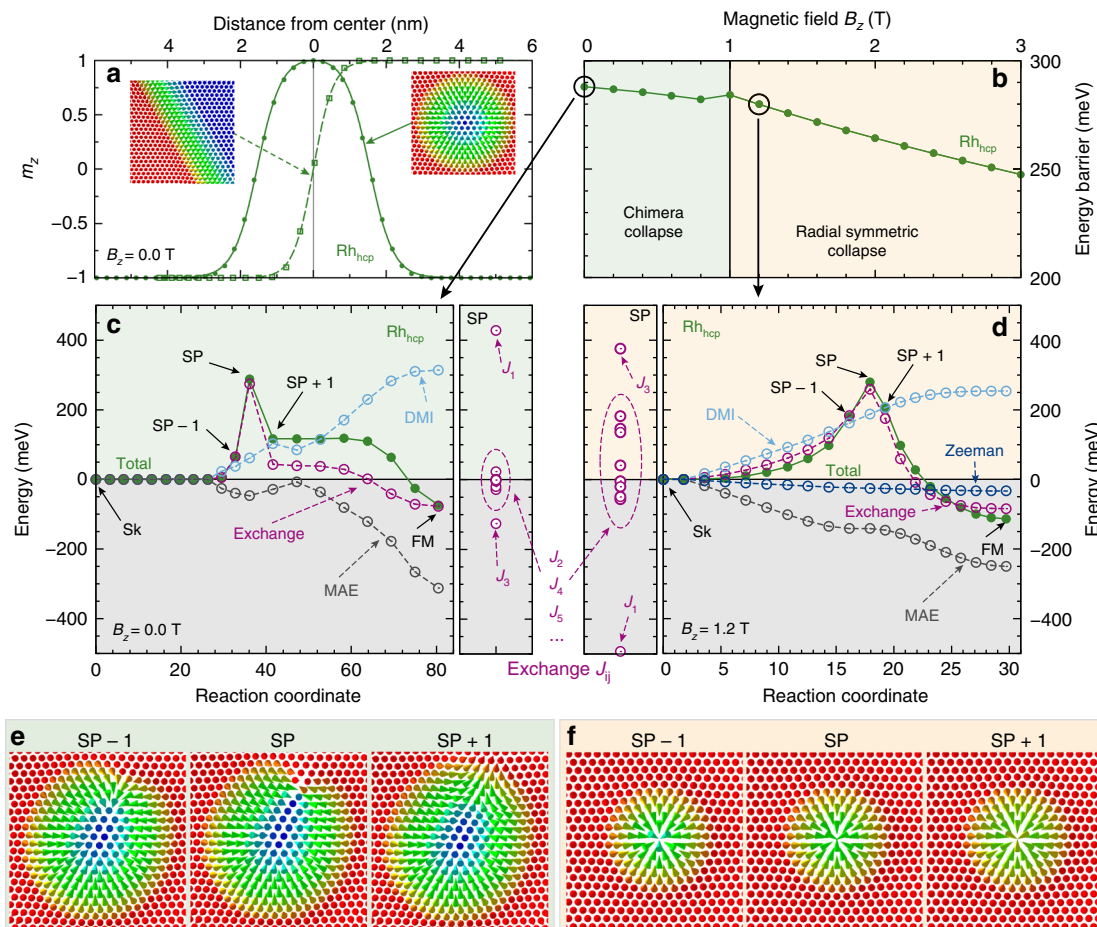 Distance from center (nm)
4 2 0 2 4 6
Magnetic field Bz (T)
0 1 2 3
a
1
0.5
0
−0.5
−1
mz
Bz = 0.0 T
Rhhcp
b
Rhhcp
Chimera
collapse
Radial symmetric
collapse
300
250
200
Energy barrier (meV)
c
Rhhcp
SP
SP + 1
SP − 1
DMI
Total
Sk
Exchange
MAE
FM
Bz = 0.0 T
400
200
0
−200
−400
Energy (meV)
0 20 40 60 80
Reaction coordinate
SP
J1
J3
J2
J4
J5
...
Exchange Jij
SP
J3
J1
d
Rhhcp
SP
SP − 1
SP + 1
DMI
Total
Zeeman
Sk
Exchange
FM
MAE
Bz = 1.2 T
400
200
0
−200
−400
Energy (meV)
0 5 10 15 20 25 30
Reaction coordinate
e
SP − 1 SP SP + 1
f
SP − 1 SP SP + 1